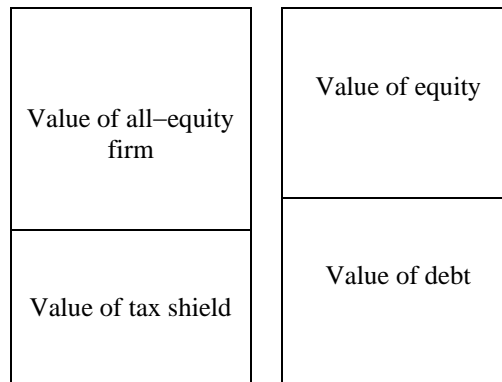 Value of all−equity
firm
Value of tax shield
Value of equity
Value of debt